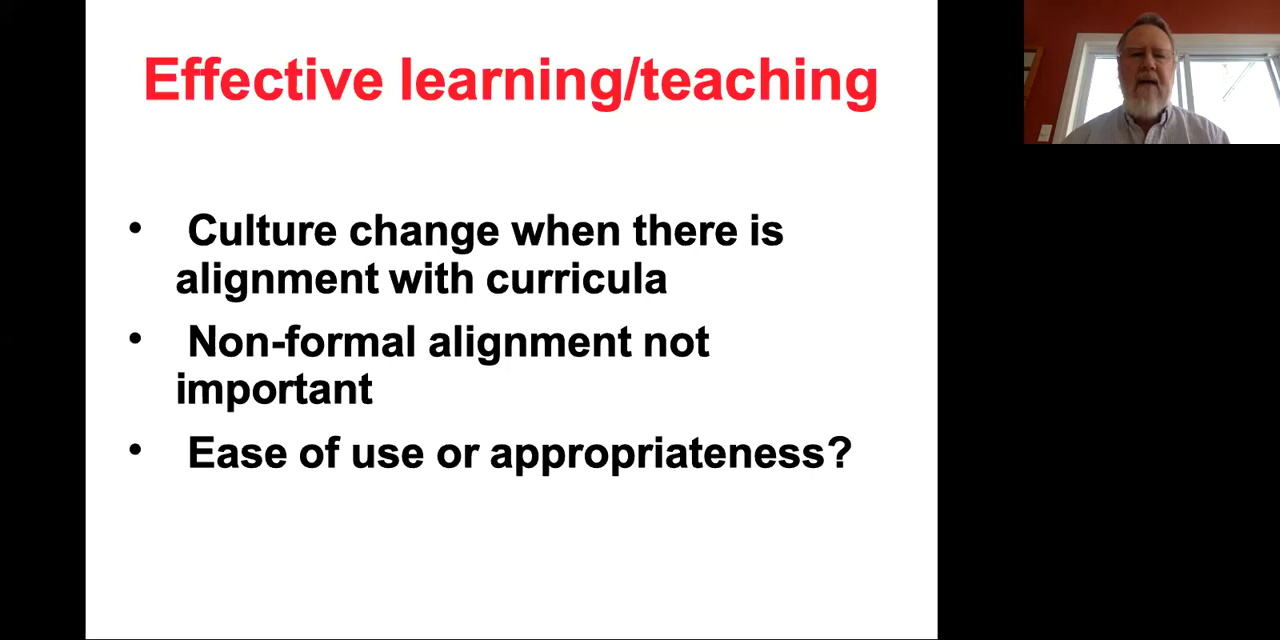 Effective learning/teaching
• Culture change when there is
alignment with curricula
• Non-formal alignment not
important
• Ease of use or appropriateness?